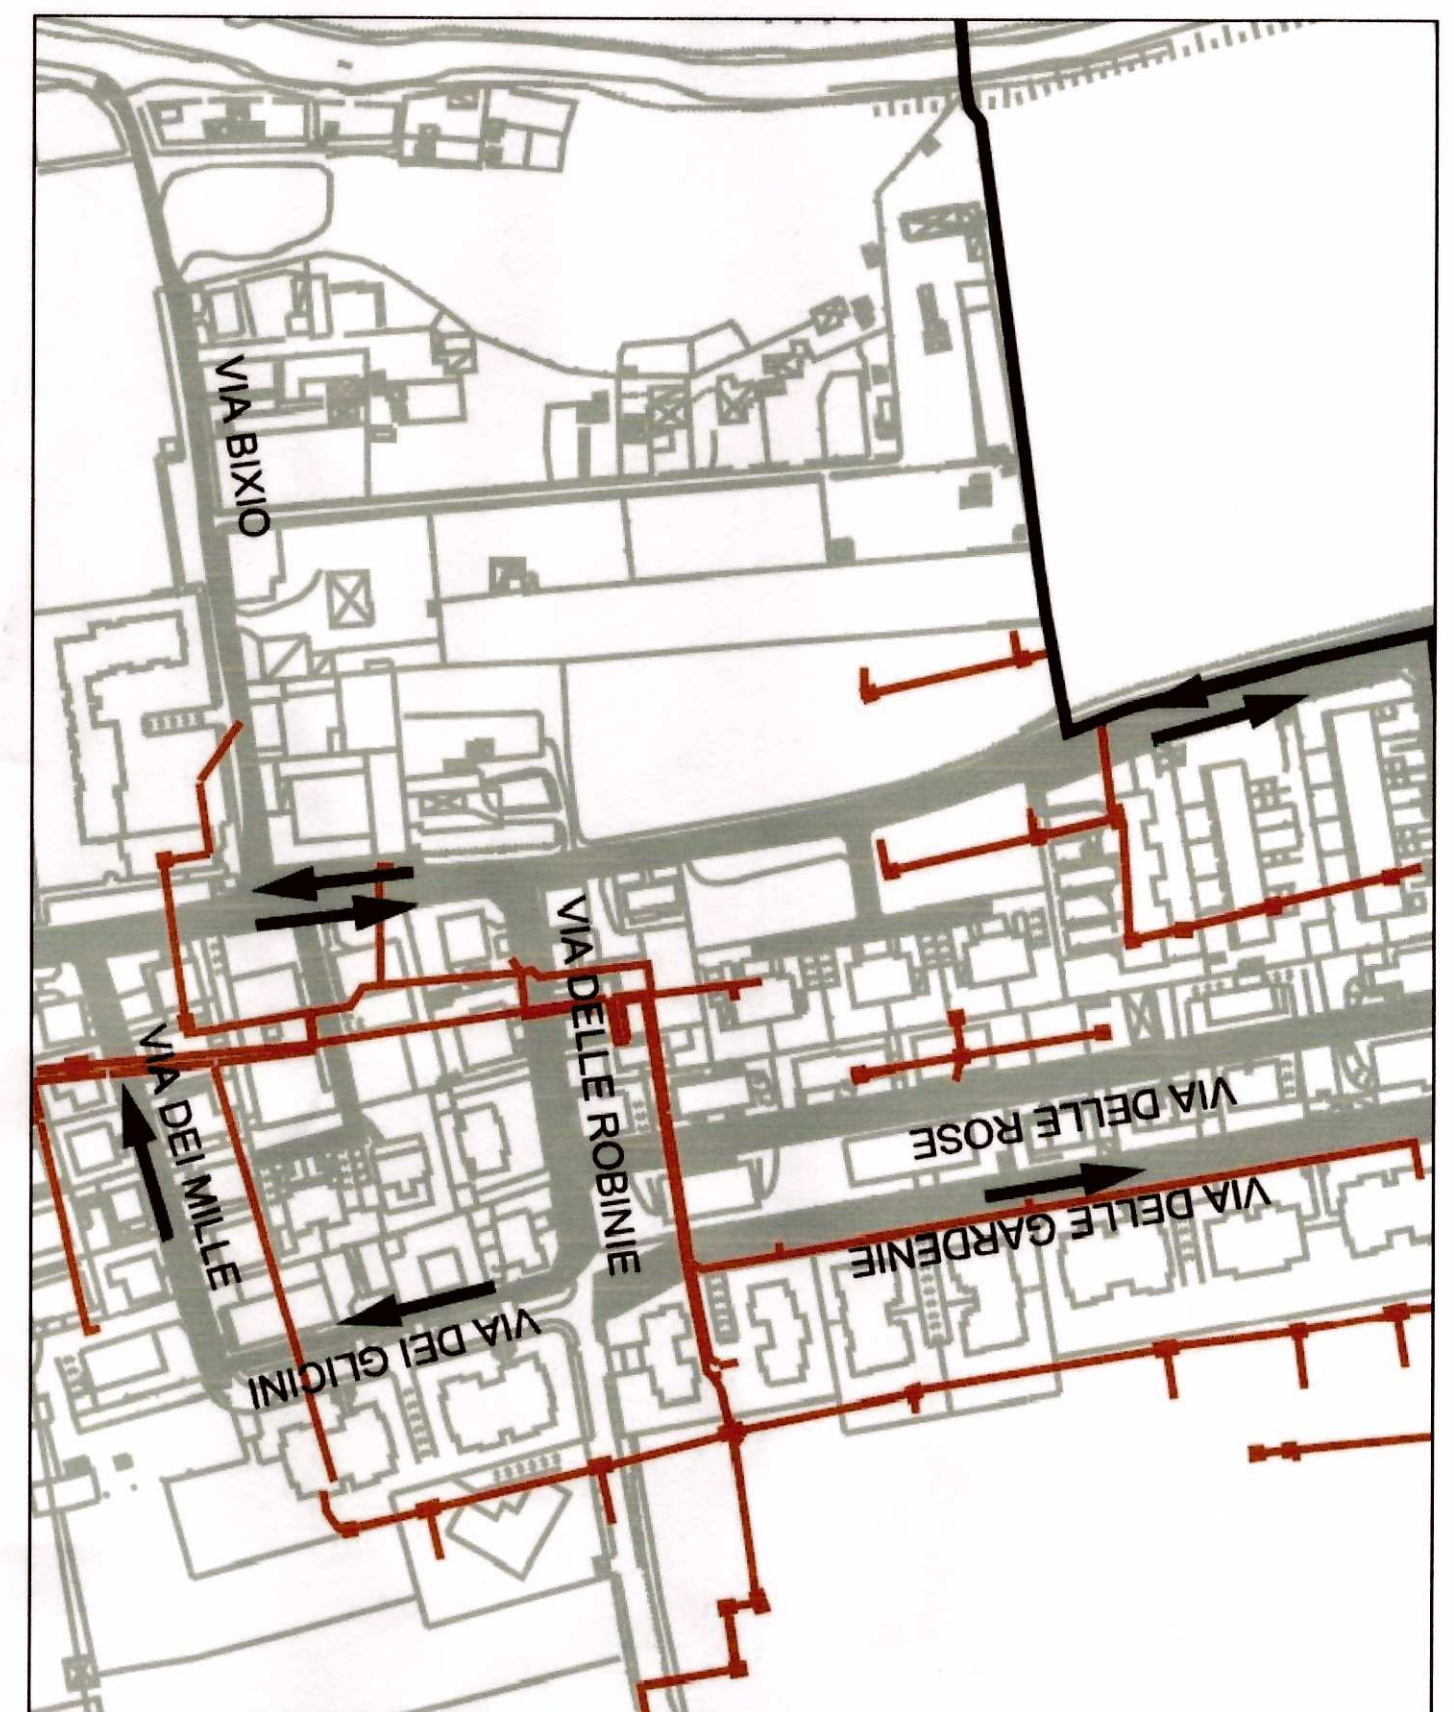 VIA BIXIO
VIA DELLE ROBINIE
VIA DEI MILLE
VIA DELLE ROSE
VIA DELLE GARDENIE
VIA DEI GLICINI